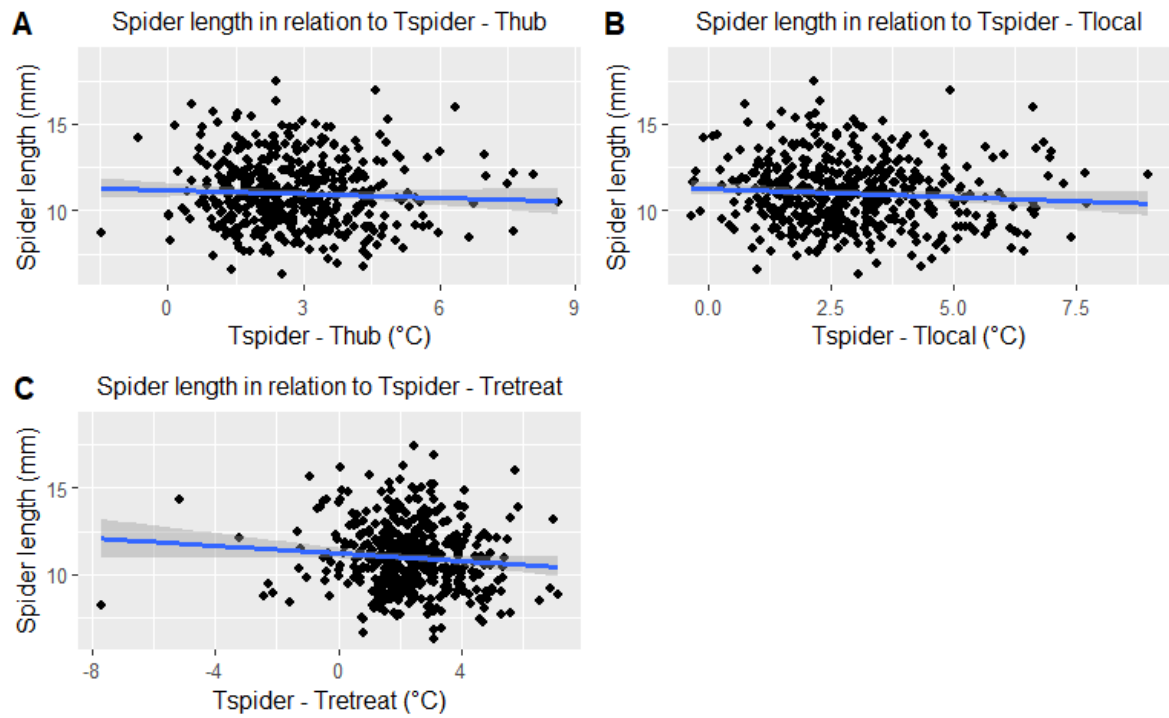 A Spider length in relation to Tspider - Thub
Spider length (mm)
15
10
0 3 6 9
Tspider - Thub (°C)
B Spider length in relation to Tspider - Tlocal
Spider length (mm)
15
10
0.0 2.5 5.0 7.5
Tspider - Tlocal (°C)
C Spider length in relation to Tspider - Tretreat
Spider length (mm)
15
10
-8 -4 0 4
Tspider - Tretreat (°C)